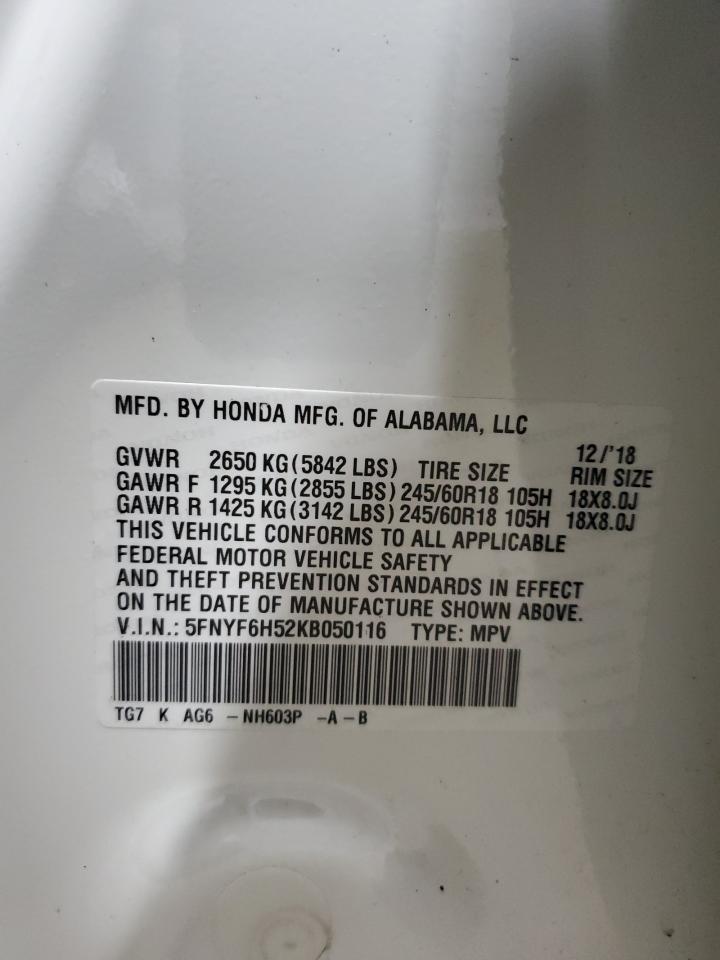 MFD. BY HONDA MFG. OF ALABAMA, LLC
12/'18
GVWR 2650 KG (5842 LBS) TIRE SIZE RIM SIZE
GAWR F 1295 KG (2855 LBS) 245/60R18 105H 18X8.0J
GAWR R 1425 KG (3142 LBS) 245/60R18 105H 18X8.0J
THIS VEHICLE CONFORMS TO ALL APPLICABLE
FEDERAL MOTOR VEHICLE SAFETY
AND THEFT PREVENTION STANDARDS IN EFFECT
ON THE DATE OF MANUFACTURE SHOWN ABOVE.
V.I.N.: 5FNYF6H52KB050116 TYPE: MPV
TG7 K AG6 -NH603P -A-B